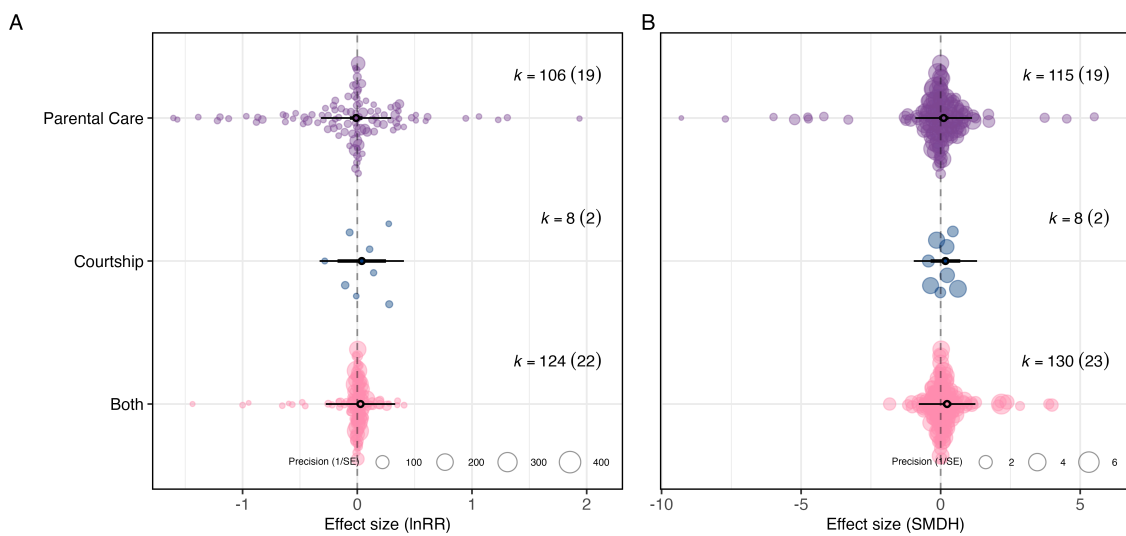 A
B
k = 106 (19)
k = 115 (19)
Parental Care
k = 8 (2)
k = 8 (2)
Courtship
k = 124 (22)
k = 130 (23)
Both
Precision (1/SE) 100 200 300 400
Precision (1/SE) 2 4 6
-1 0 1 2
-10 -5 0 5
Effect size (lnRR)
Effect size (SMDH)